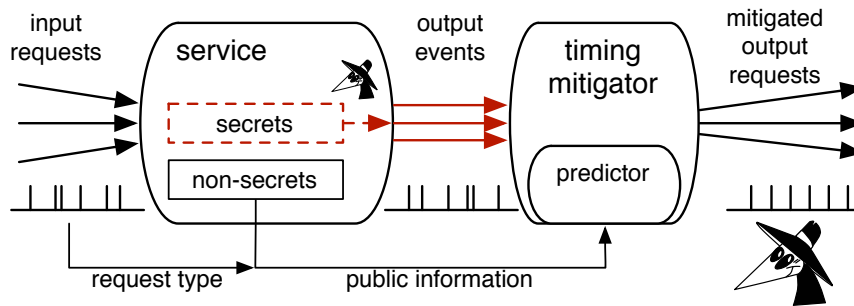 input
requests
service
secrets
non-secrets
output
events
timing
mitigator
predictor
mitigated
output
requests
request type
public information